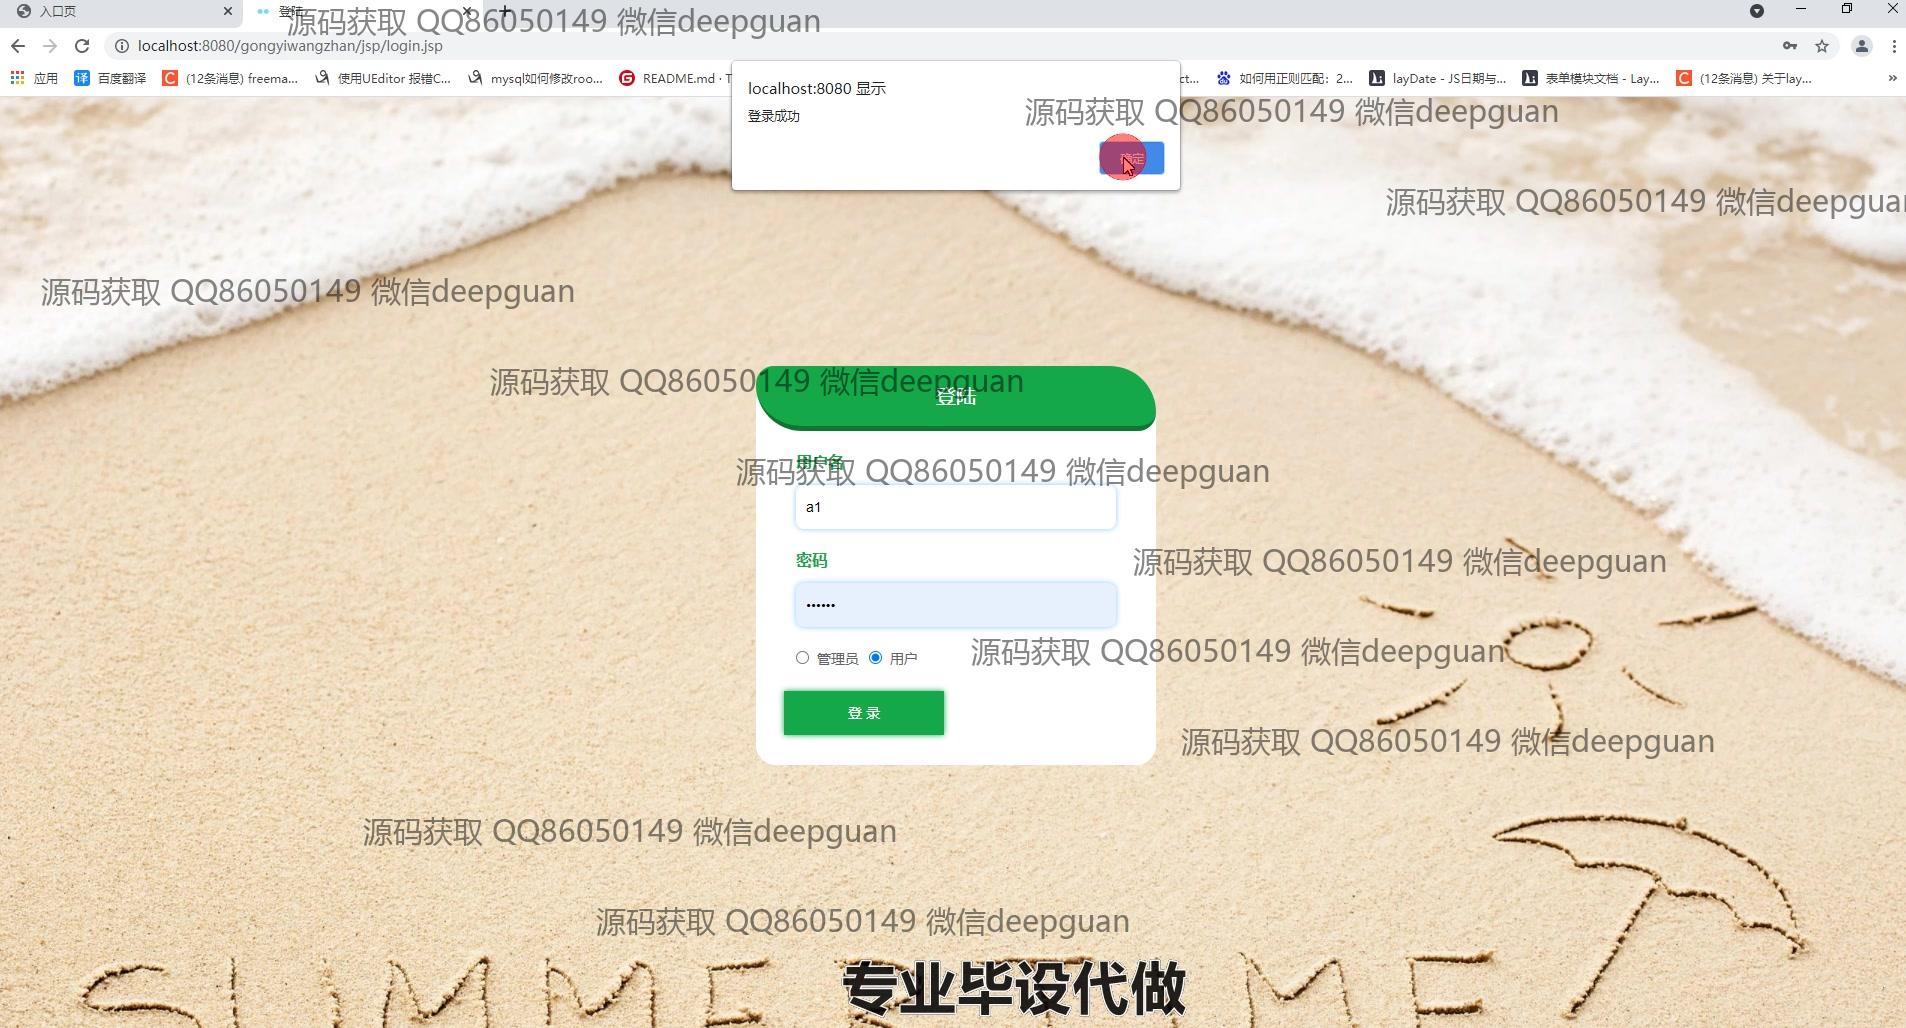 入口页
登陆
源码获取 QQ86050149 微信deepguan
localhost:8080/gongyiwangzhan/jsp/login.jsp
应用
百度翻译
(12条消息) freema...
使用UEditor 报错C...
mysql如何修改roo...
README.md · T
ct...
如何用正则匹配：2...
layDate - JS日期与...
表单模块文档 - Lay...
(12条消息) 关于lay...
localhost:8080 显示
登录成功
源码获取 QQ86050149 微信deepguan
确定
源码获取 QQ86050149 微信deepguan
源码获取 QQ86050149 微信deepguan
源码获取 QQ86050149 微信deepguan
登陆
用户名
源码获取 QQ86050149 微信deepguan
a1
密码
源码获取 QQ86050149 微信deepguan
••••••
管理员
用户
源码获取 QQ86050149 微信deepguan
登 录
源码获取 QQ86050149 微信deepguan
源码获取 QQ86050149 微信deepguan
源码获取 QQ86050149 微信deepguan
SUMMER TIME
专业毕设代做